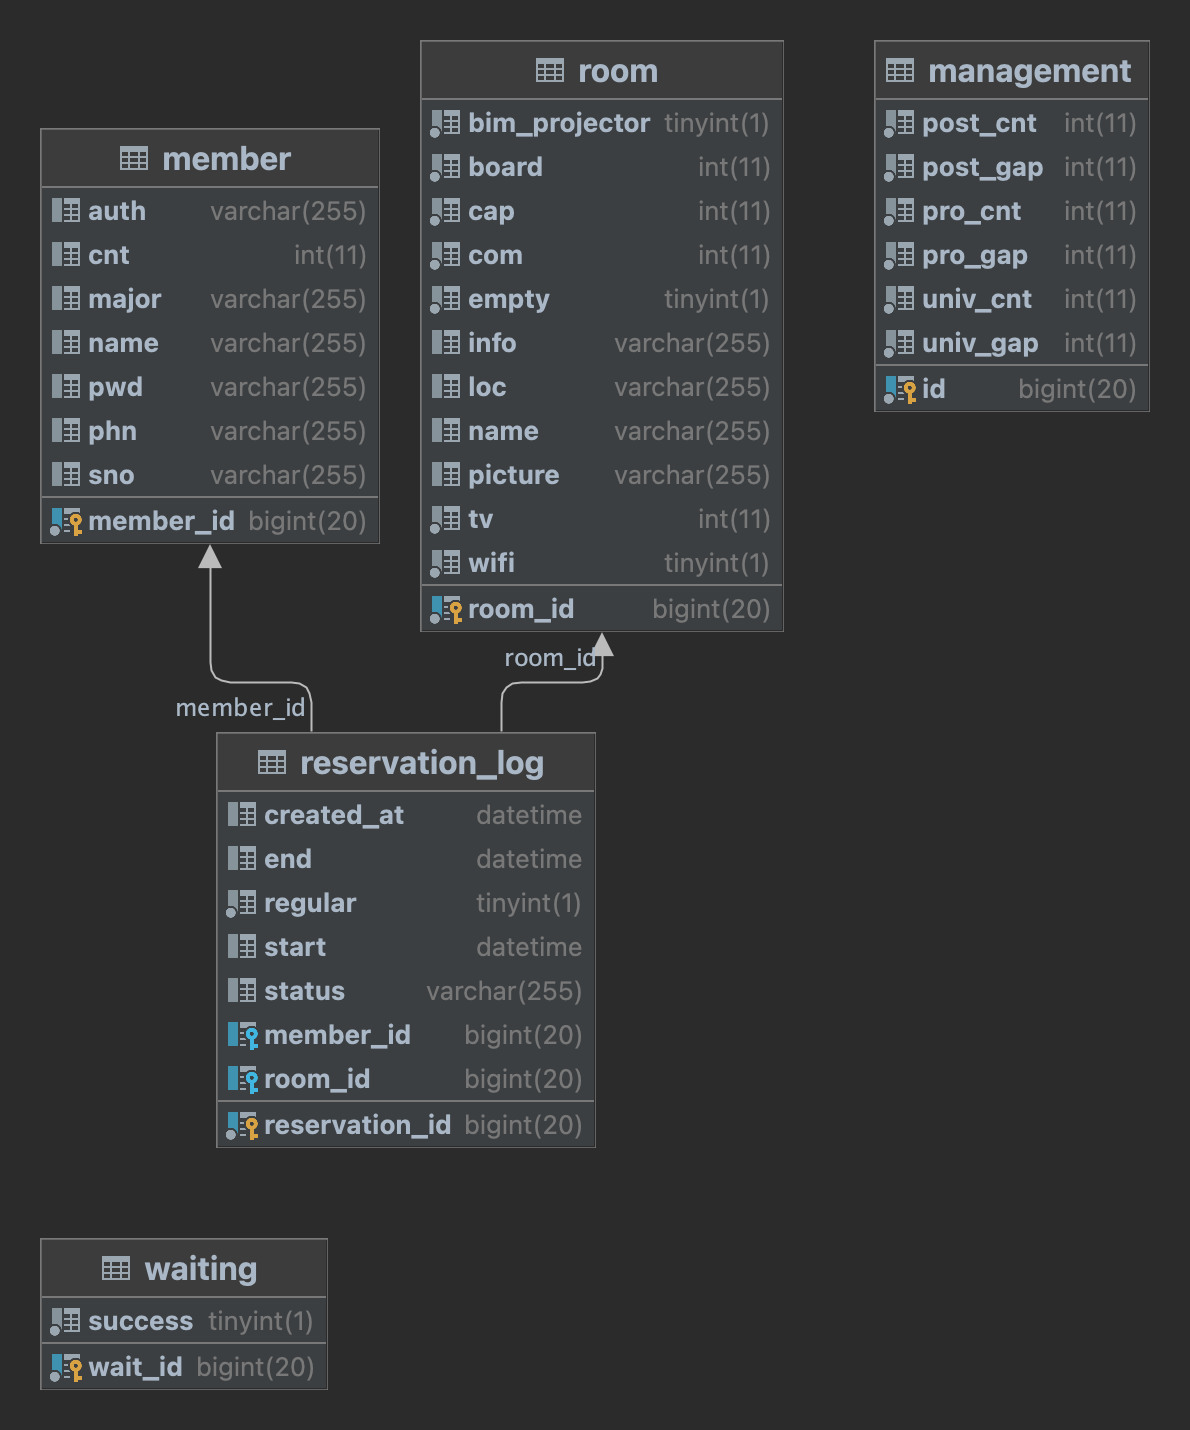 member
auth varchar(255)
cnt int(11)
major varchar(255)
name varchar(255)
pwd varchar(255)
phn varchar(255)
sno varchar(255)
member_id bigint(20)
room
bim_projector tinyint(1)
board int(11)
cap int(11)
com int(11)
empty tinyint(1)
info varchar(255)
loc varchar(255)
name varchar(255)
picture varchar(255)
tv int(11)
wifi tinyint(1)
room_id bigint(20)
management
post_cnt int(11)
post_gap int(11)
pro_cnt int(11)
pro_gap int(11)
univ_cnt int(11)
univ_gap int(11)
id bigint(20)
room_id
member_id
reservation_log
created_at datetime
end datetime
regular tinyint(1)
start datetime
status varchar(255)
member_id bigint(20)
room_id bigint(20)
reservation_id bigint(20)
waiting
success tinyint(1)
wait_id bigint(20)